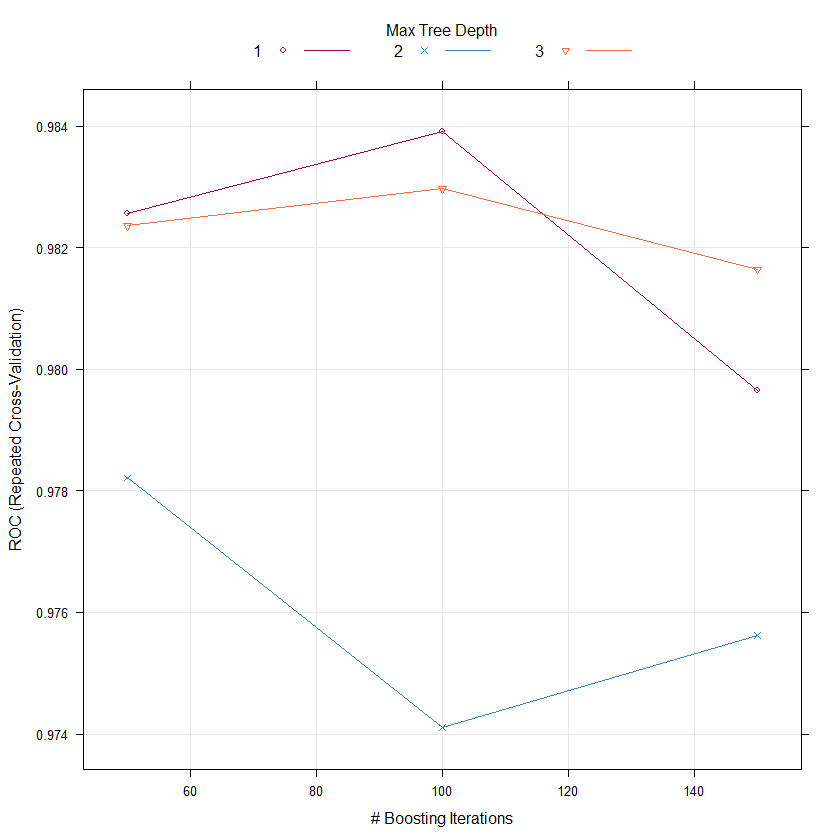 Max Tree Depth
1 2 3
0.984
0.982
0.980
0.978
0.976
0.974
ROC (Repeated Cross-Validation)
60 80 100 120 140
# Boosting Iterations